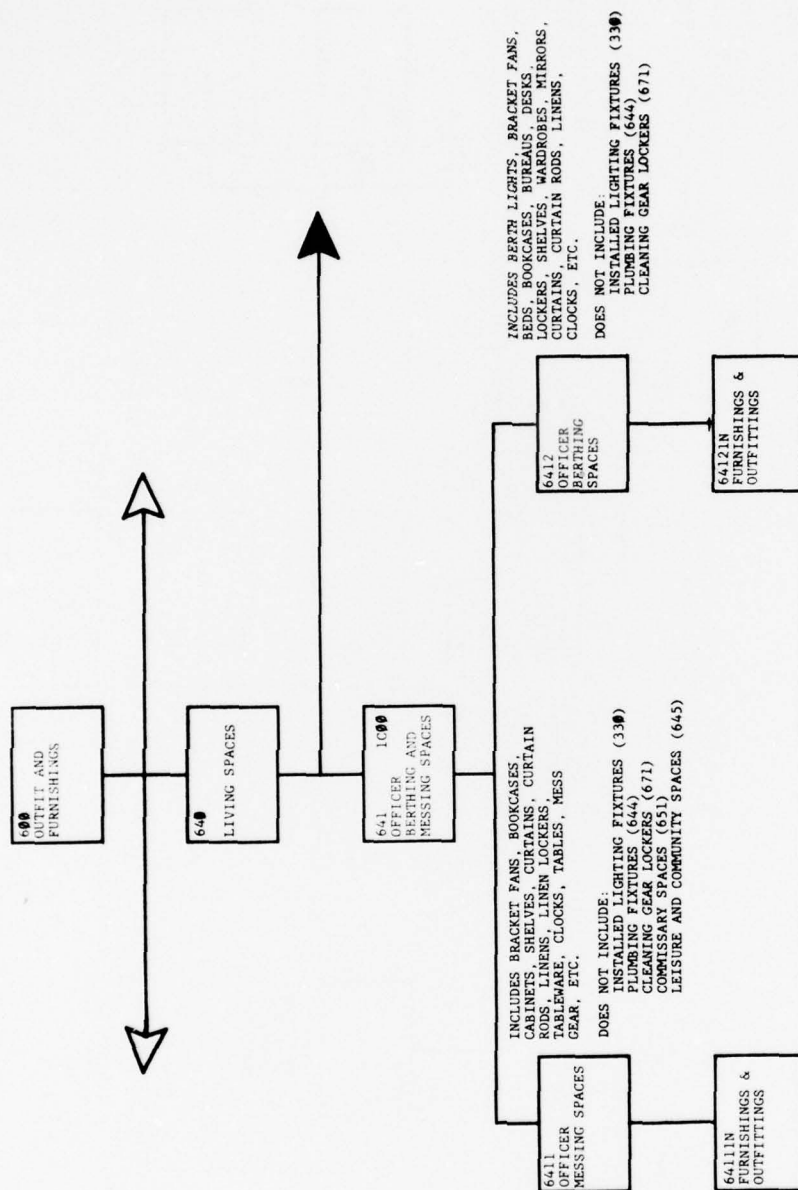 600
OUTFIT AND
FURNISHINGS
640
LIVING SPACES
641 1C00
OFFICER
BERTHING AND
MESSING SPACES
6411
OFFICER
MESSING SPACES
INCLUDES BRACKET FANS, BOOKCASES,
CABINETS, SHELVES, CURTAINS, CURTAIN
RODS, LINENS, LINEN LOCKERS,
TABLEWARE, CLOCKS, TABLES, MESS
GEAR, ETC.
DOES NOT INCLUDE:
INSTALLED LIGHTING FIXTURES (330)
PLUMBING FIXTURES (644)
CLEANING GEAR LOCKERS (671)
COMMISSARY SPACES (651)
LEISURE AND COMMUNITY SPACES (645)
64111N
FURNISHINGS &
OUTFITTINGS
6412
OFFICER
BERTHING
SPACES
INCLUDES BERTH LIGHTS, BRACKET FANS,
BEDS, BOOKCASES, BUREAUS, DESKS,
LOCKERS, SHELVES, WARDROBES, MIRRORS,
CURTAINS, CURTAIN RODS, LINENS,
CLOCKS, ETC.
DOES NOT INCLUDE:
INSTALLED LIGHTING FIXTURES (330)
PLUMBING FIXTURES (644)
CLEANING GEAR LOCKERS (671)
64121N
FURNISHINGS &
OUTFITTINGS